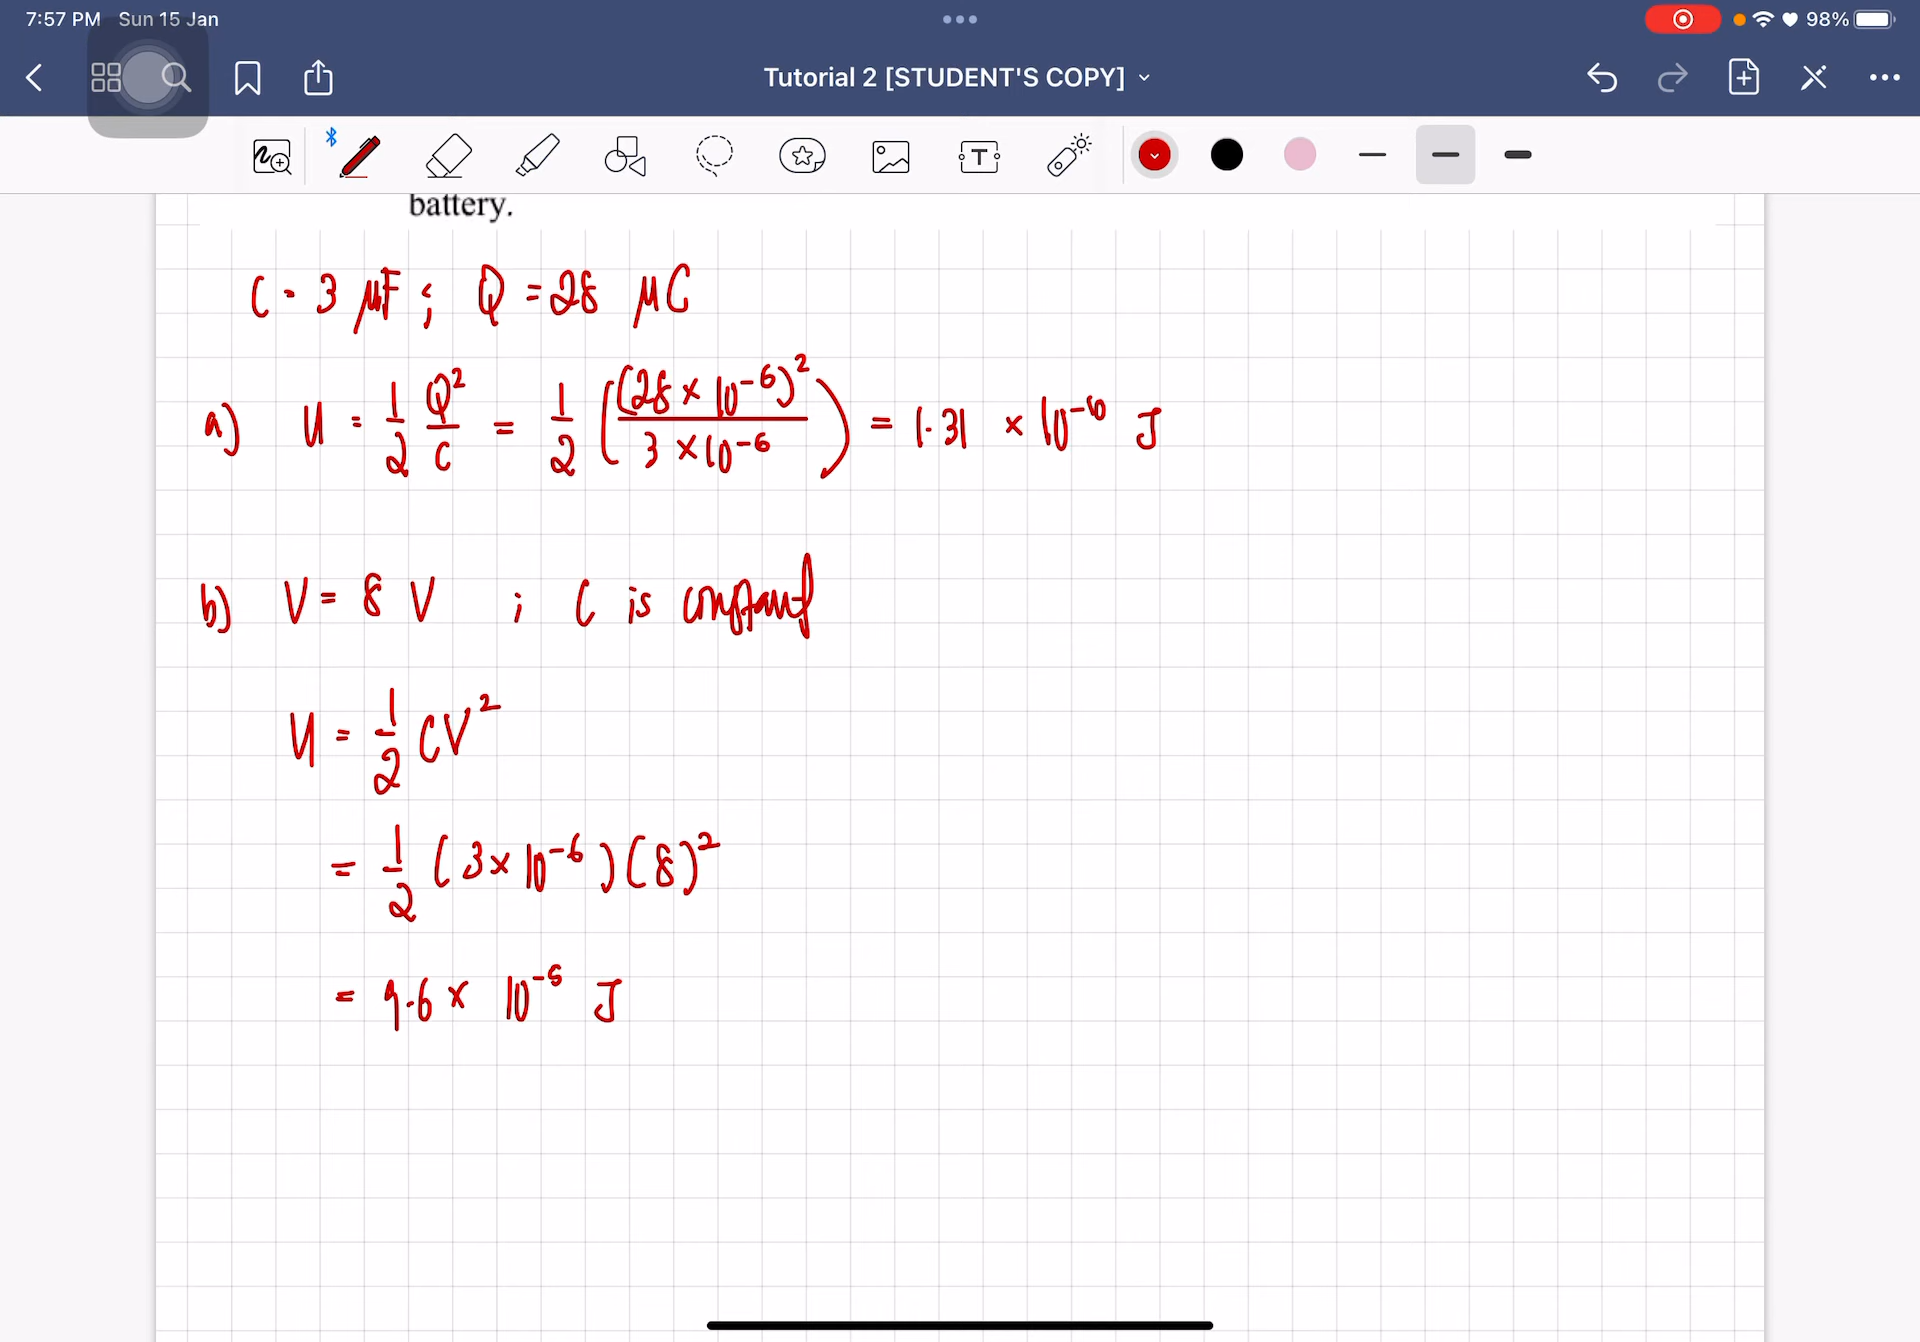 7:57 PM Sun 15 Jan 98%
Tutorial 2 [STUDENT'S COPY]
T
battery.
C = 3 μF ; Q = 28 μC
a) U = 1/2 Q²/C = 1/2 ((28 × 10⁻⁶)² / 3 × 10⁻⁶) = 1.31 × 10⁻¹⁰ J
b) V = 8 V ; C is constant
U = 1/2 CV²
= 1/2 (3 × 10⁻⁶)(8)²
= 9.6 × 10⁻⁵ J